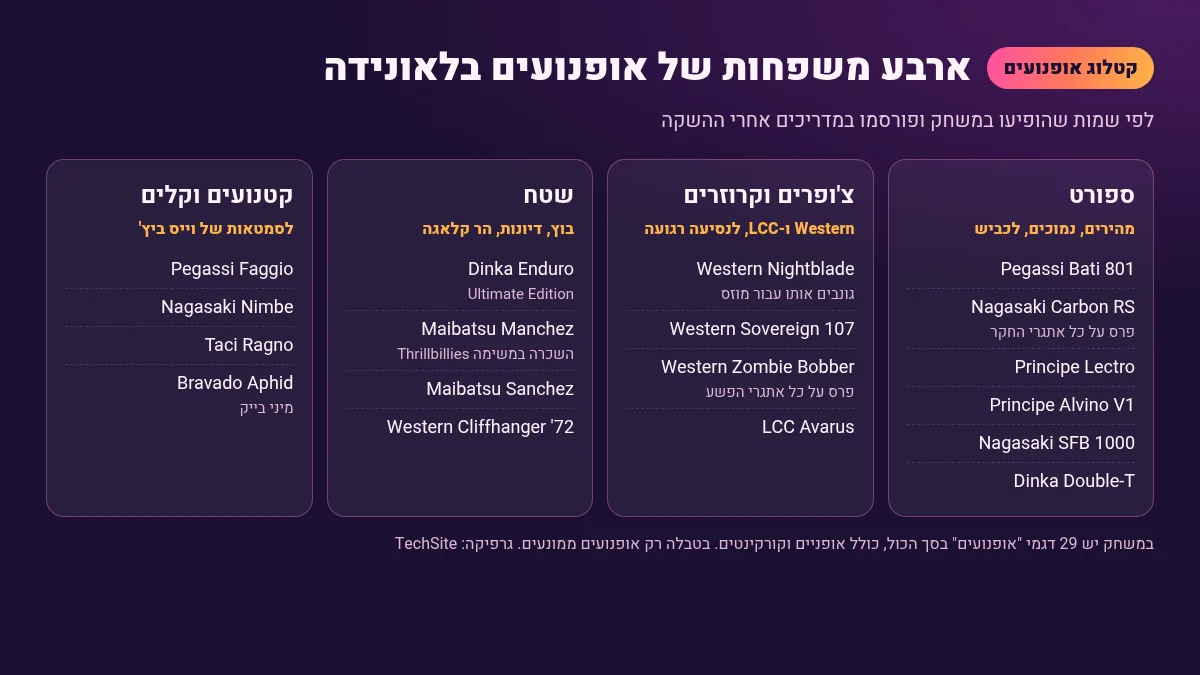 קטלוג אופנועים
ארבע משפחות של אופנועים בלאונידה
לפי שמות שהופיעו במשחק ופורסמו במדריכים אחרי ההשקה
ספורט
מהירים, נמוכים, לכביש
Pegassi Bati 801
Nagasaki Carbon RS
פרס על כל אתגרי החקר
Principe Lectro
Principe Alvino V1
Nagasaki SFB 1000
Dinka Double-T
צ'ופרים וקרוזרים
Western ו-LCC, לנסיעה רגועה
Western Nightblade
גונבים אותו עבור מוזס
Western Sovereign 107
Western Zombie Bobber
פרס על כל אתגרי הפשע
LCC Avarus
שטח
בוץ, דיונות, הר קלאגה
Dinka Enduro
Ultimate Edition
Maibatsu Manchez
השכרה במשימה Thrillbillies
Maibatsu Sanchez
Western Cliffhanger '72
קטנועים וקלים
לסמטאות של וייס ביץ'
Pegassi Faggio
Nagasaki Nimbe
Taci Ragno
Bravado Aphid
מיני בייק
במשחק יש 29 דגמי "אופנועים" בסך הכול, כולל אופניים וקורקינטים. בטבלה רק אופנועים ממונעים. גרפיקה: TechSite